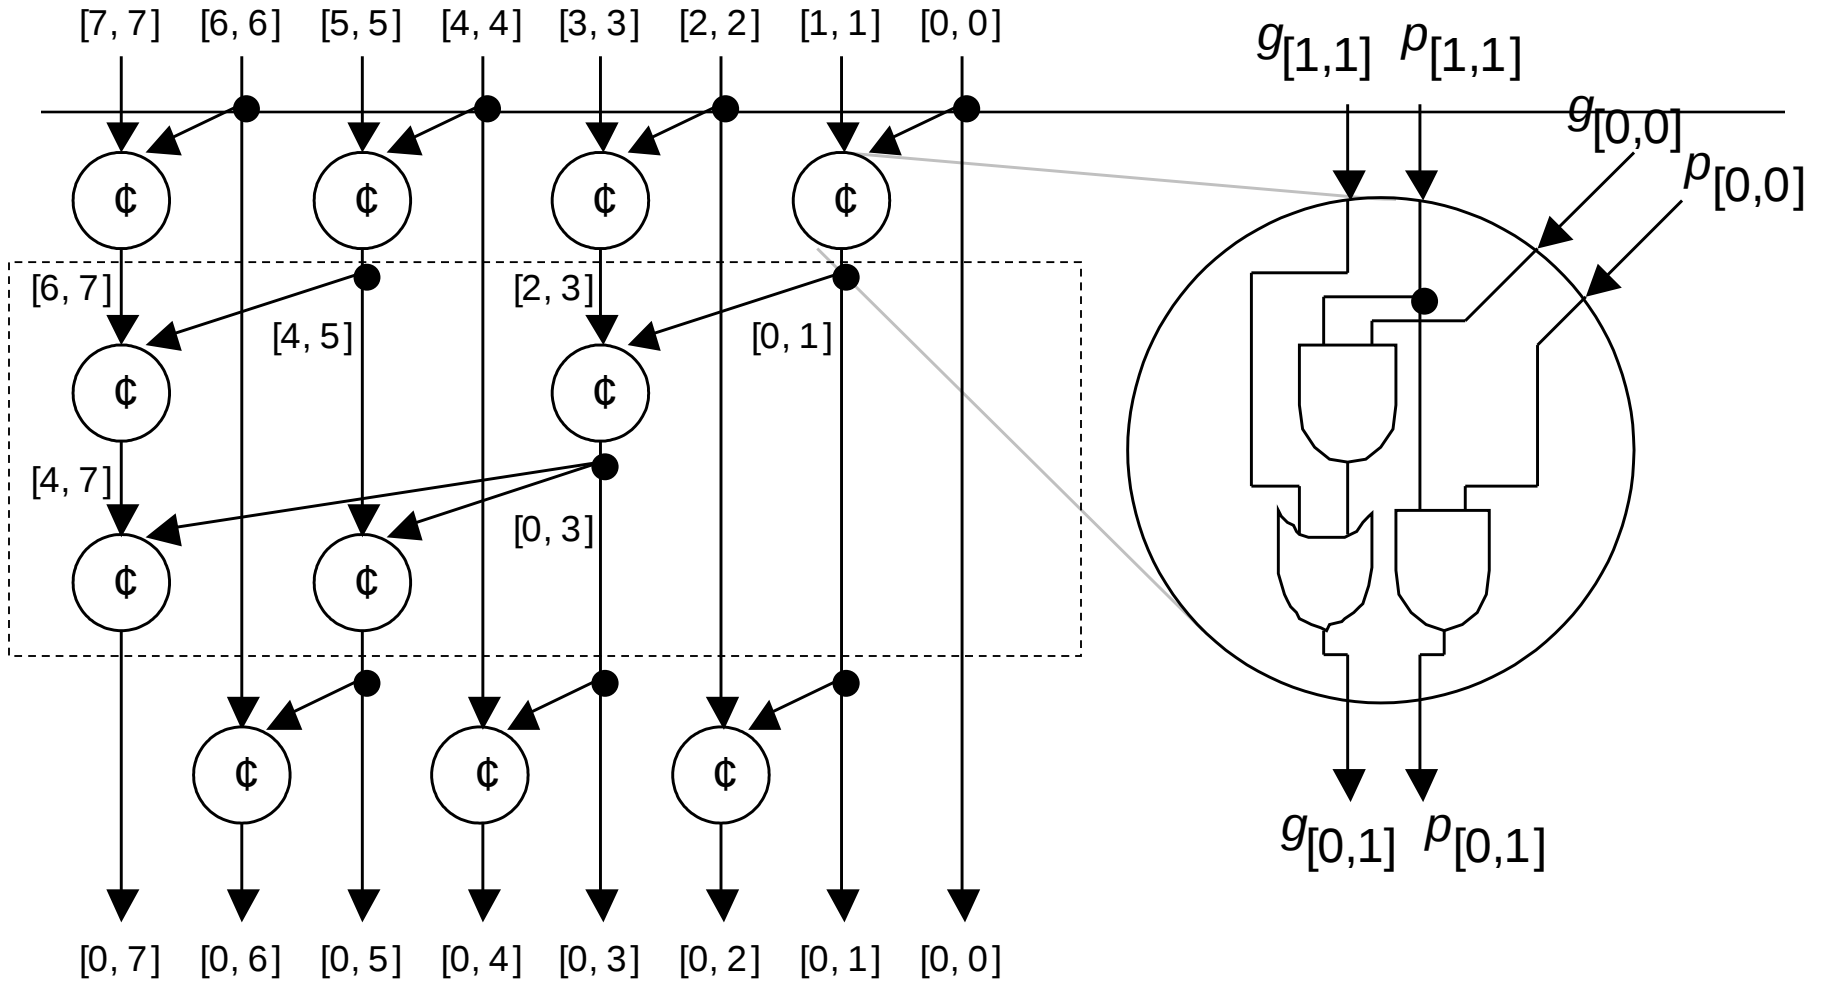 [7, 7] [6, 6] [5, 5] [4, 4] [3, 3] [2, 2] [1, 1] [0, 0]
g[1,1] p[1,1]
g[0,0]
p[0,0]
¢ ¢ ¢ ¢
[6, 7] [2, 3]
[4, 5] [0, 1]
¢ ¢
[4, 7]
[0, 3]
¢ ¢
¢ ¢ ¢
g[0,1] p[0,1]
[0, 7] [0, 6] [0, 5] [0, 4] [0, 3] [0, 2] [0, 1] [0, 0]